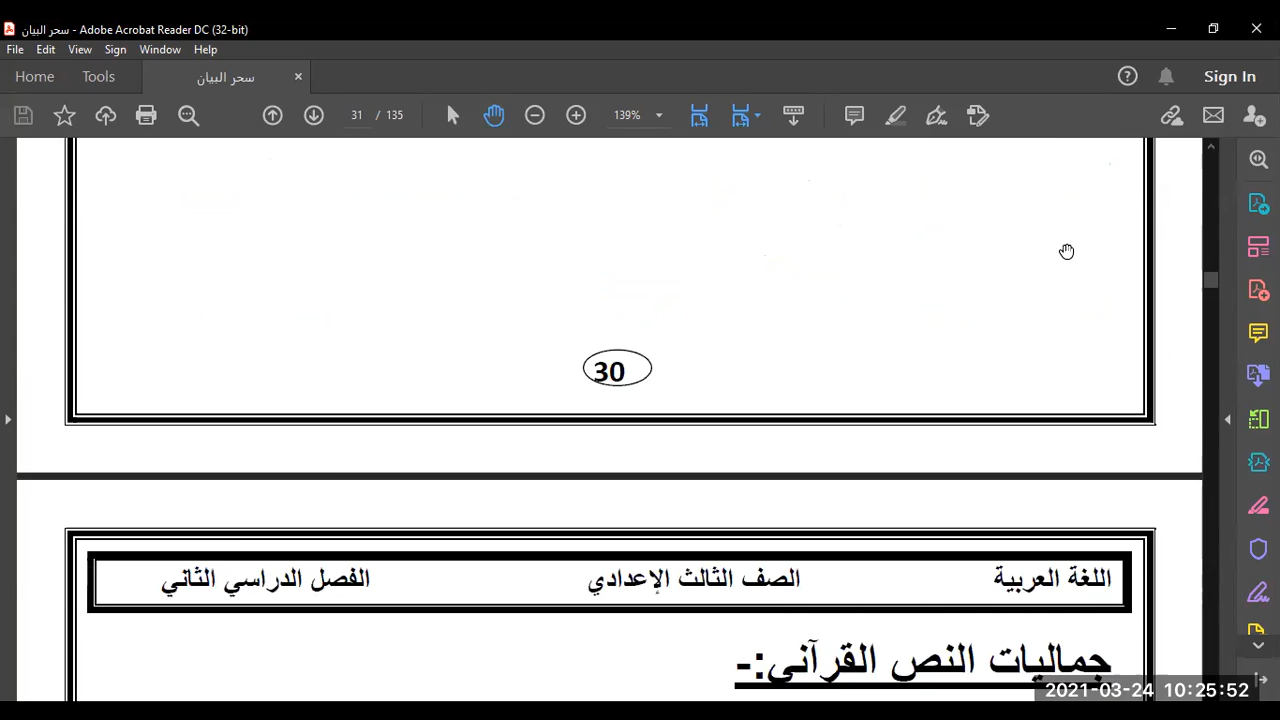 سحر البيان - Adobe Acrobat Reader DC (32-bit)
File Edit View Sign Window Help
Home Tools سحر البيان × Sign In
31 / 135 139%
30
اللغة العربية الصف الثالث الإعدادي الفصل الدراسي الثاني
جماليات النص القرآني:-
2021-03-24 10:25:52